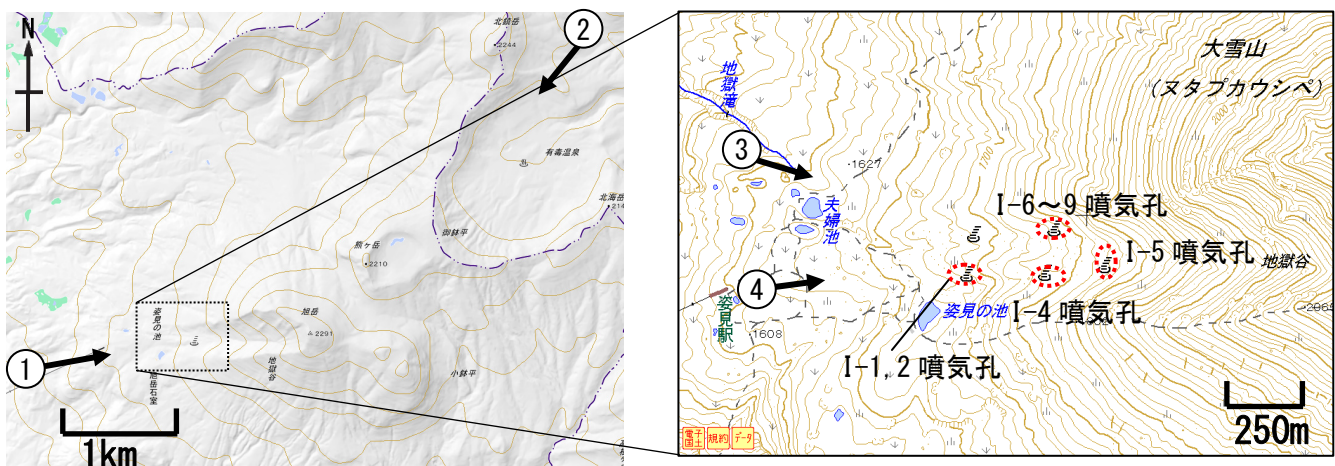 N
北鎮岳
2244
②
有毒温泉
北海岳
御鉢平
熊ヶ岳
2210
姿見の池
旭岳
2291
①
地獄谷
小鉢平
旭岳石室
1km
大雪山
(ヌタプカウシペ)
2000
地獄滝
③
1627
1700
夫婦池
I-6～9 噴気孔
I-5 噴気孔
地獄谷
④
姿見駅
1608
姿見の池
I-4 噴気孔
I-1, 2 噴気孔
250m
電子国土
規約
データ